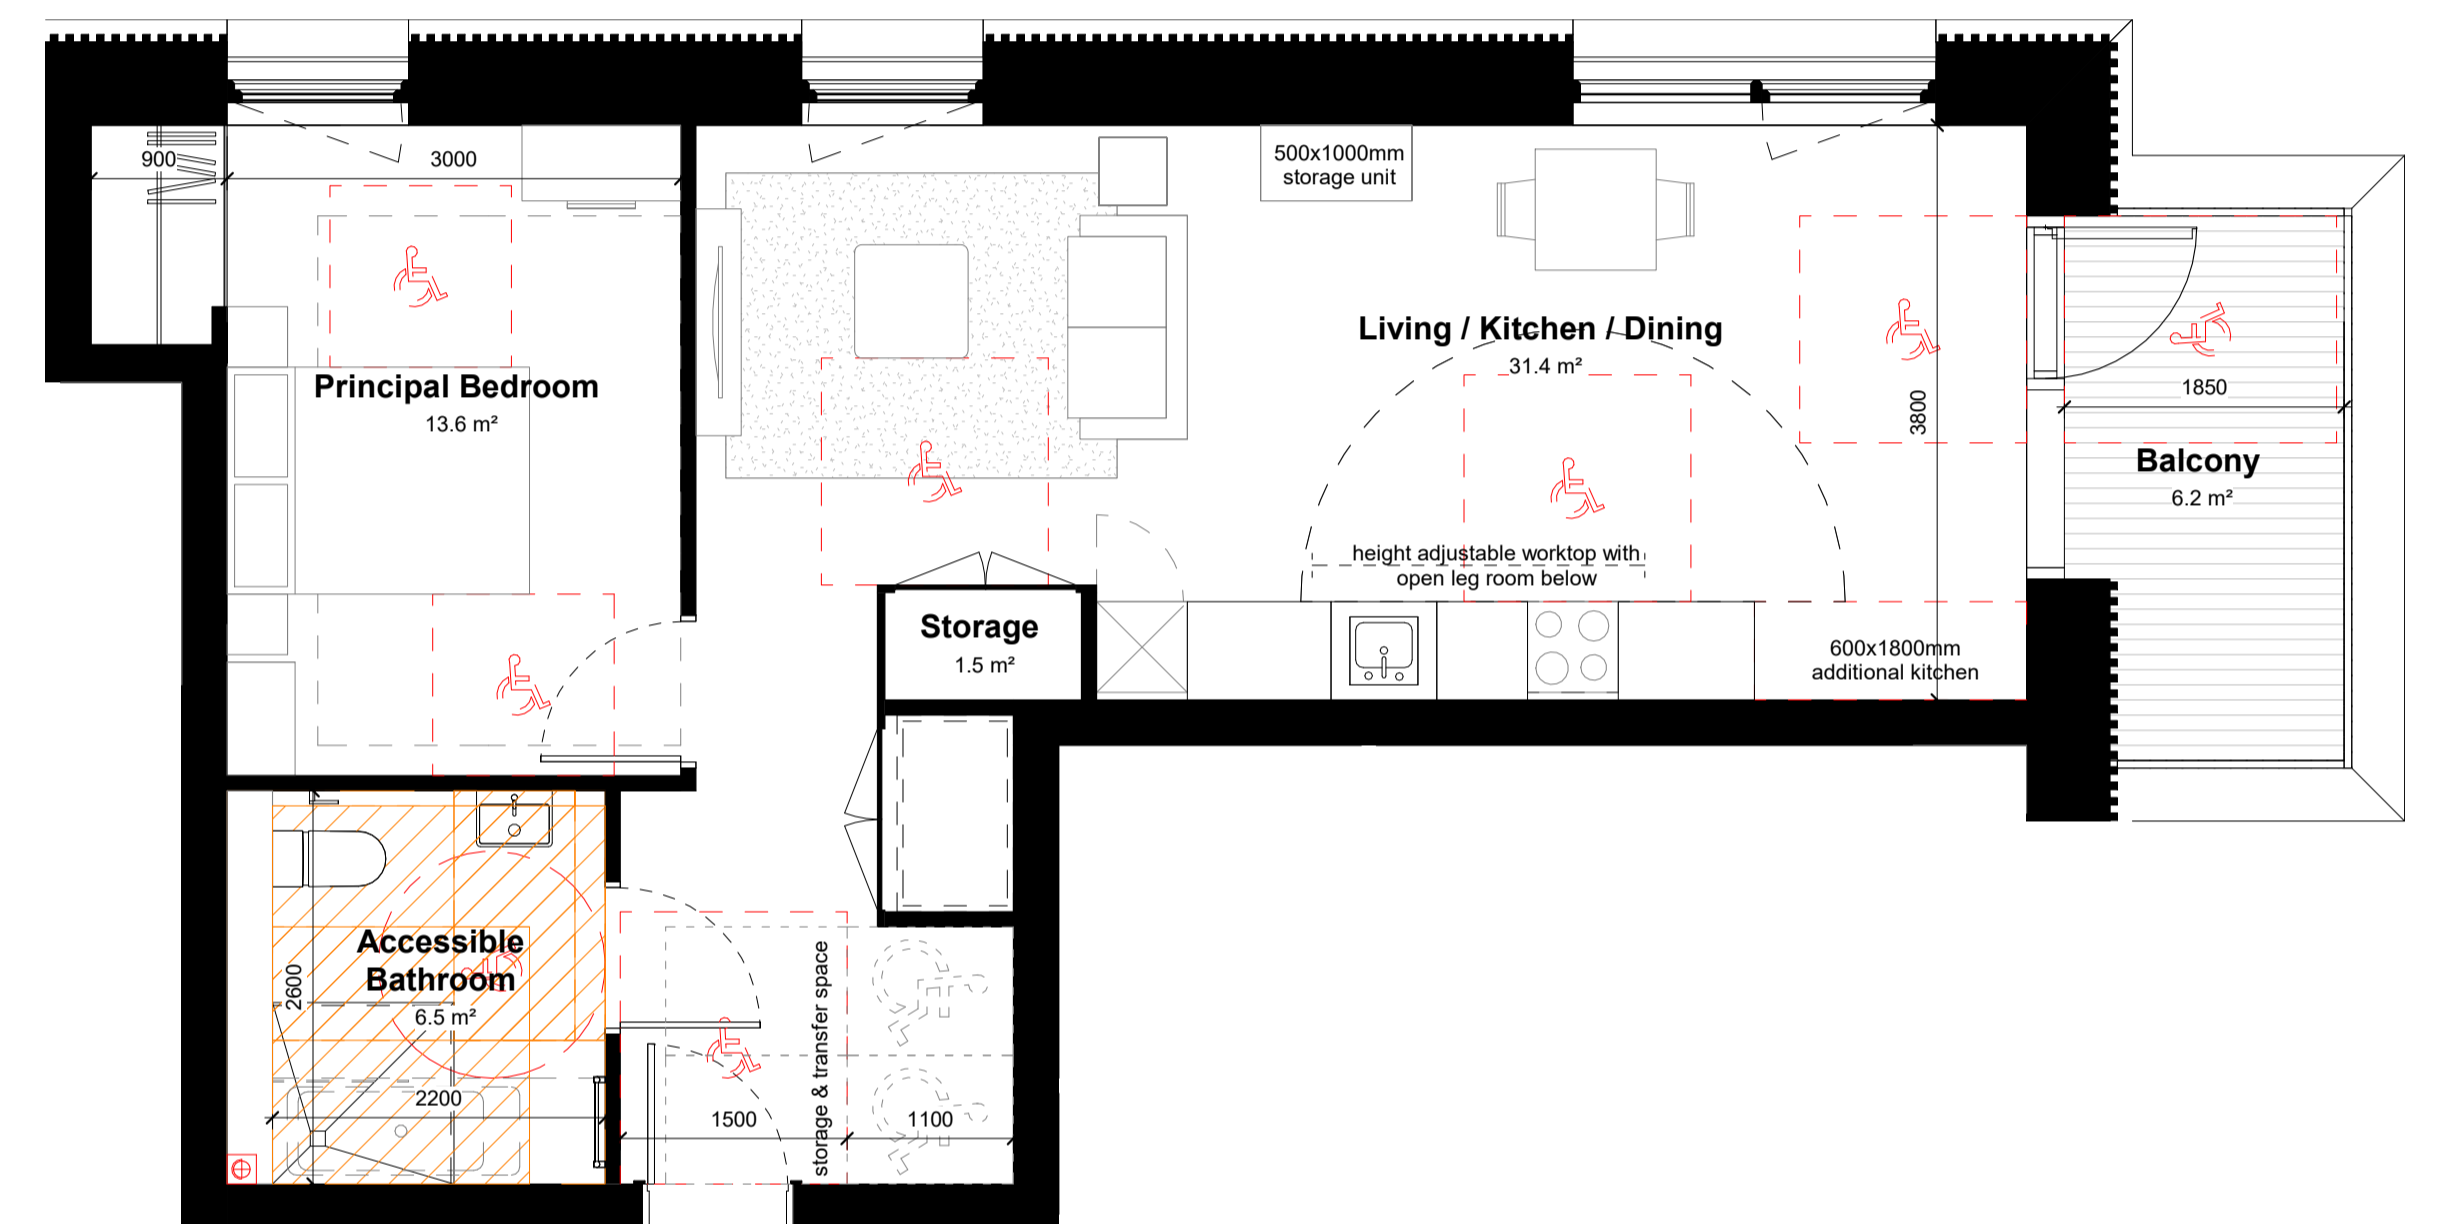 900
3000
500x1000mm
storage unit
Living / Kitchen / Dining
31.4 m²
Principal Bedroom
13.6 m²
1850
3800
Balcony
6.2 m²
height adjustable worktop with
open leg room below
Storage
1.5 m²
600x1800mm
additional kitchen
Accessible
Bathroom
6.5 m²
2600
2200
storage & transfer space
1500
1100